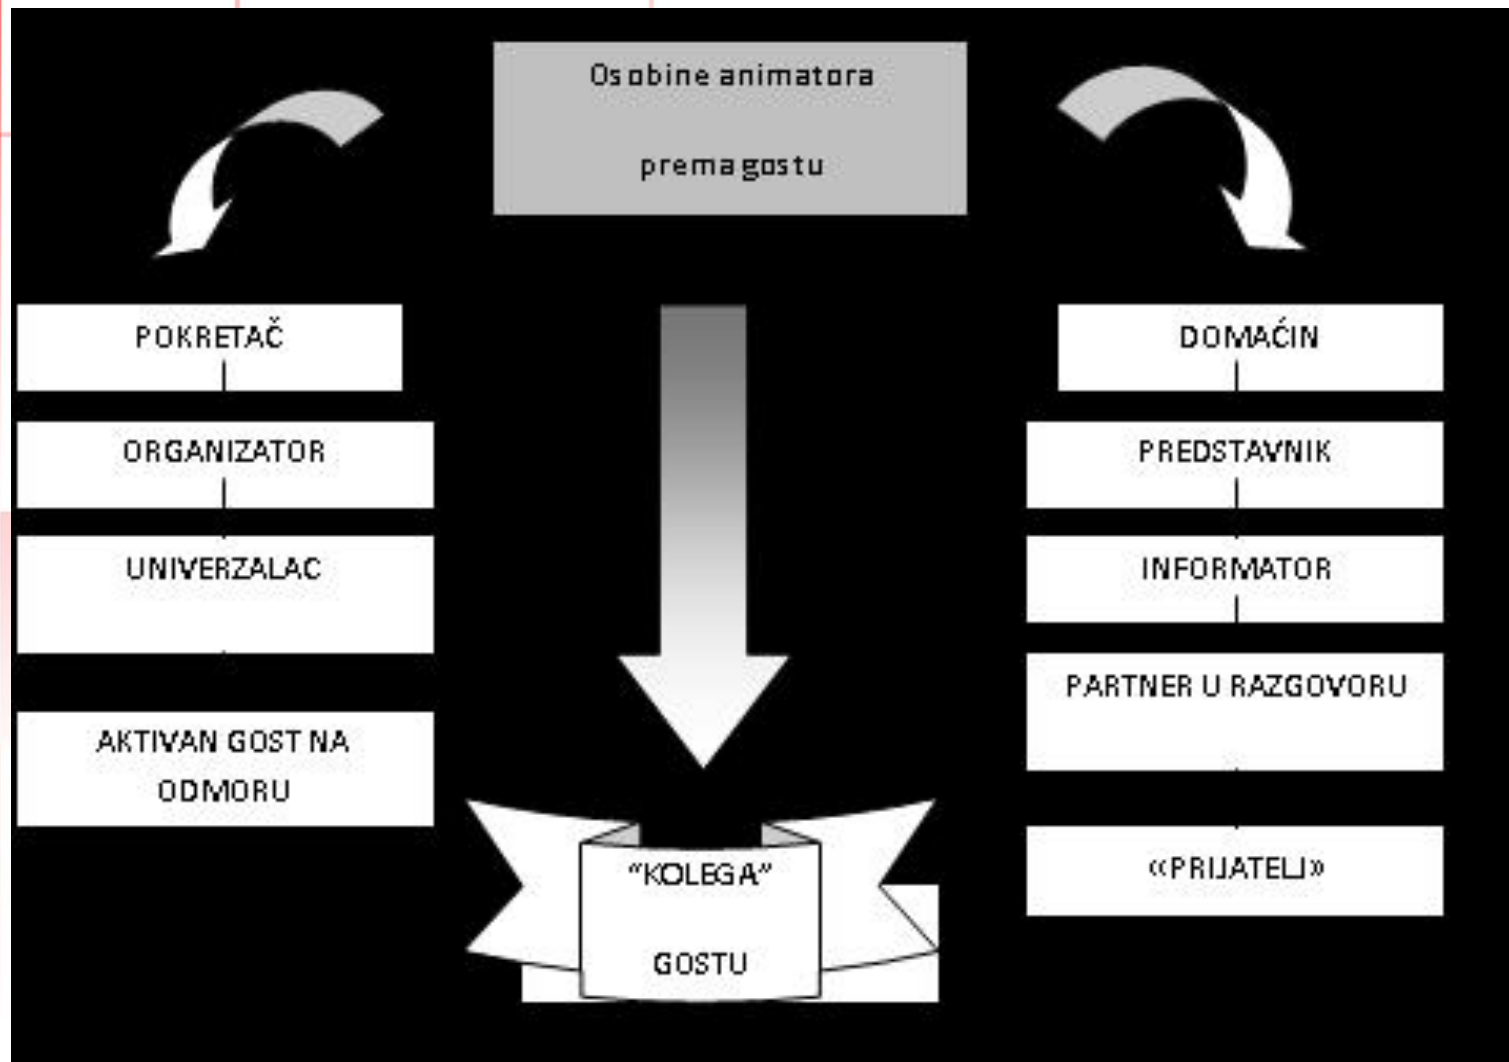 Osobine animatora
prema gostu
POKRETAČ
ORGANIZATOR
UNIVERZALAC
AKTIVAN GOST NA
ODMORU
DOMAĆIN
PREDSTAVNIK
INFORMATOR
PARTNER U RAZGOVORU
«PRIJATELJ»
“KOLEGA”
GOSTU